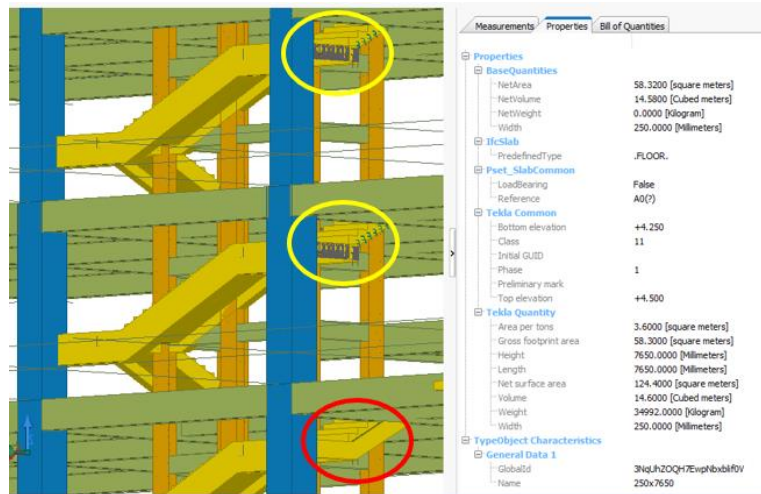 Measurements Properties Bill of Quantities
Properties
BaseQuantities
NetArea 58.3200 [square meters]
NetVolume 14.5800 [Cubed meters]
NetWeight 0.0000 [Kilogram]
Width 250.0000 [Millimeters]
IfcSlab
PredefinedType .FLOOR.
Pset_SlabCommon
LoadBearing False
Reference A0(?)
Tekla Common
Bottom elevation +4.250
Class 11
Initial GUID
Phase 1
Preliminary mark
Top elevation +4.500
Tekla Quantity
Area per tons 3.6000 [square meters]
Gross footprint area 58.3000 [square meters]
Height 7650.0000 [Millimeters]
Length 7650.0000 [Millimeters]
Net surface area 124.4000 [square meters]
Volume 14.6000 [Cubed meters]
Weight 34992.0000 [Kilogram]
Width 250.0000 [Millimeters]
TypeObject Characteristics
General Data 1
GlobalId
Name 250x7650